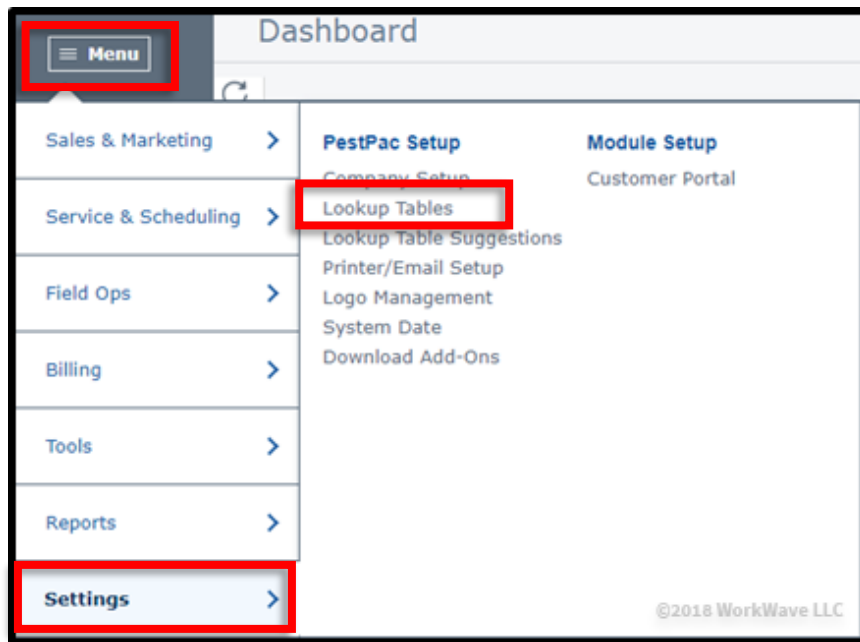 Dashboard
≡ Menu
Sales & Marketing
Service & Scheduling
Field Ops
Billing
Tools
Reports
Settings
PestPac Setup
Company Setup
Lookup Tables
Lookup Table Suggestions
Printer/Email Setup
Logo Management
System Date
Download Add-Ons
Module Setup
Customer Portal
©2018 WorkWave LLC